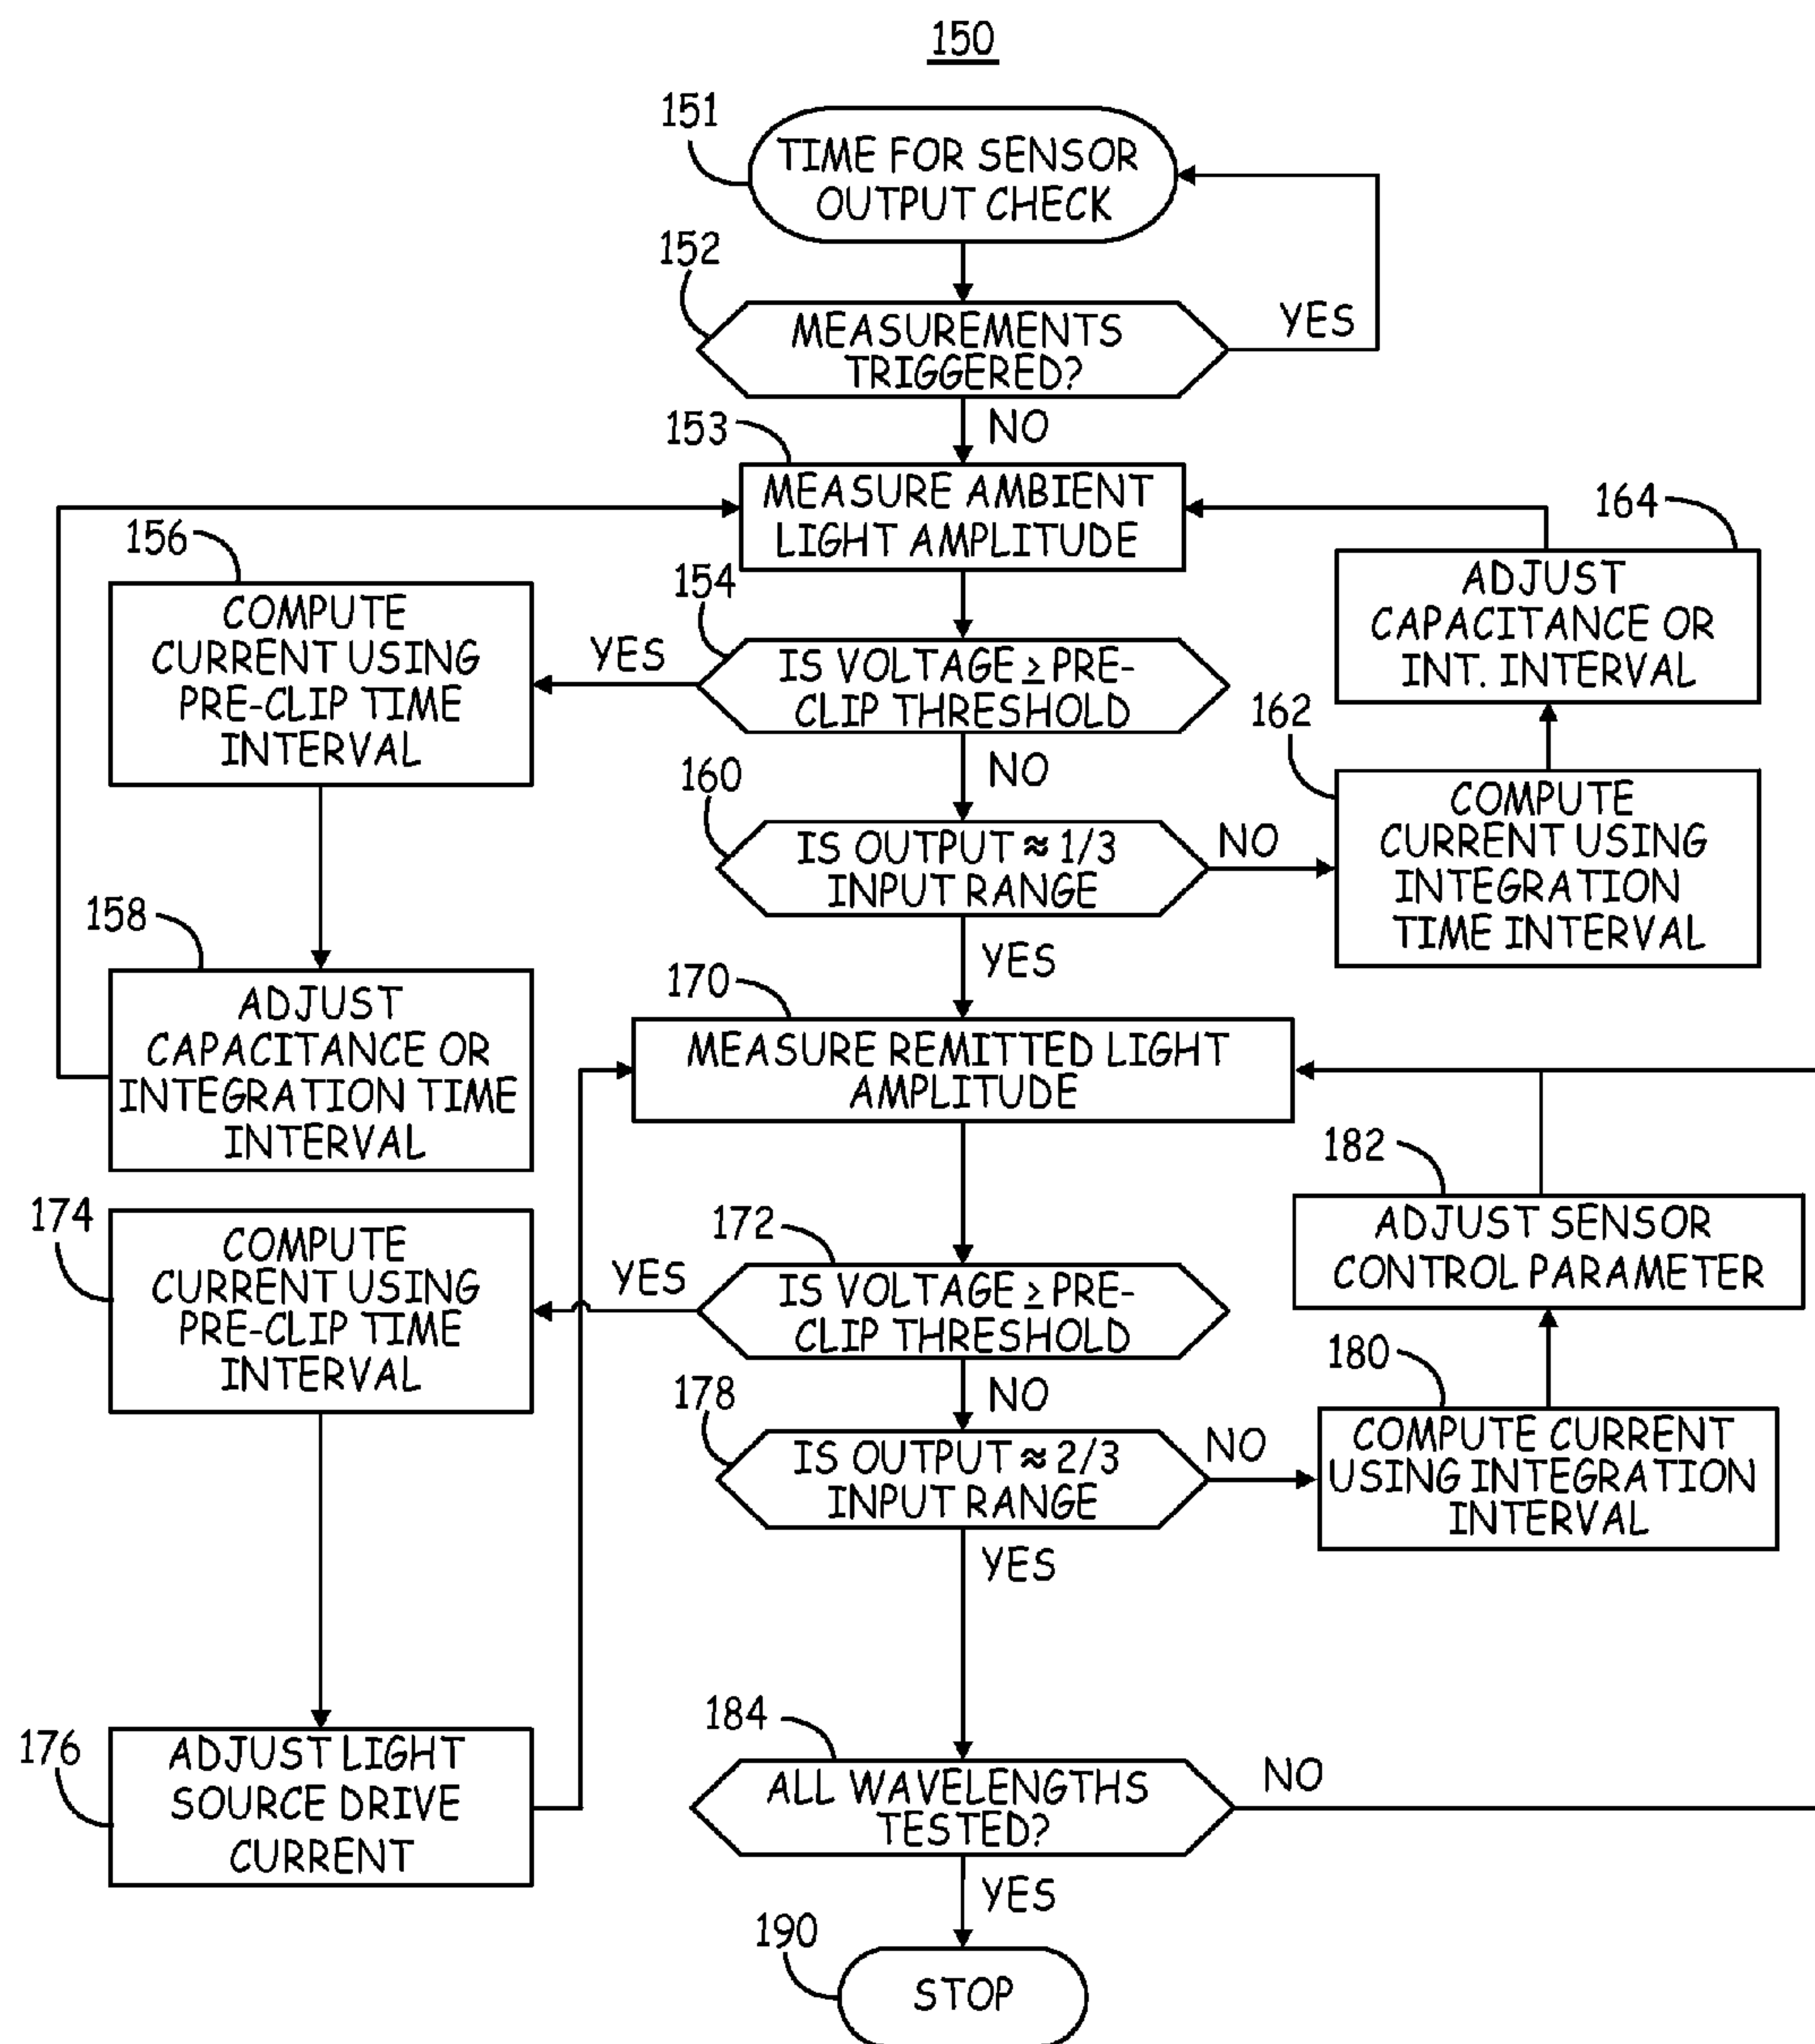 150
151
TIME FOR SENSOR
OUTPUT CHECK
152
MEASUREMENTS
TRIGGERED?
YES
NO
153
MEASURE AMBIENT
LIGHT AMPLITUDE
164
ADJUST
CAPACITANCE OR
INT. INTERVAL
156
COMPUTE
CURRENT USING
PRE-CLIP TIME
INTERVAL
154
YES
IS VOLTAGE ≥ PRE-
CLIP THRESHOLD
NO
162
COMPUTE
CURRENT USING
INTEGRATION
TIME INTERVAL
160
IS OUTPUT ≈ 1/3
INPUT RANGE
NO
YES
158
ADJUST
CAPACITANCE OR
INTEGRATION TIME
INTERVAL
170
MEASURE REMITTED LIGHT
AMPLITUDE
182
ADJUST SENSOR
CONTROL PARAMETER
174
COMPUTE
CURRENT USING
PRE-CLIP TIME
INTERVAL
172
YES
IS VOLTAGE ≥ PRE-
CLIP THRESHOLD
NO
180
COMPUTE CURRENT
USING INTEGRATION
INTERVAL
178
IS OUTPUT ≈ 2/3
INPUT RANGE
NO
YES
176
ADJUST LIGHT
SOURCE DRIVE
CURRENT
184
ALL WAVELENGTHS
TESTED?
NO
YES
190
STOP